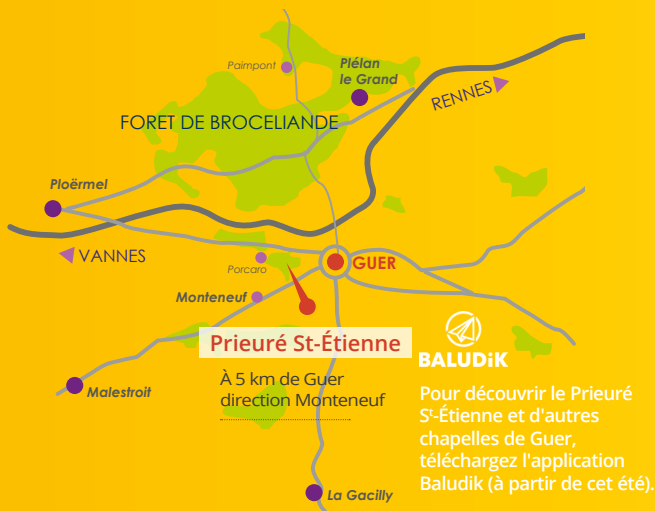 Paimpont
Plélan
le Grand
RENNES
FORET DE BROCELIANDE
Ploërmel
VANNES
GUER
Porcaro
Monteneuf
Prieuré St-Étienne
À 5 km de Guer
direction Monteneuf
Malestroit
La Gacilly
BALUDiK
Pour découvrir le Prieuré
Sᵗ-Étienne et d'autres
chapelles de Guer,
téléchargez l'application
Baludik (à partir de cet été).